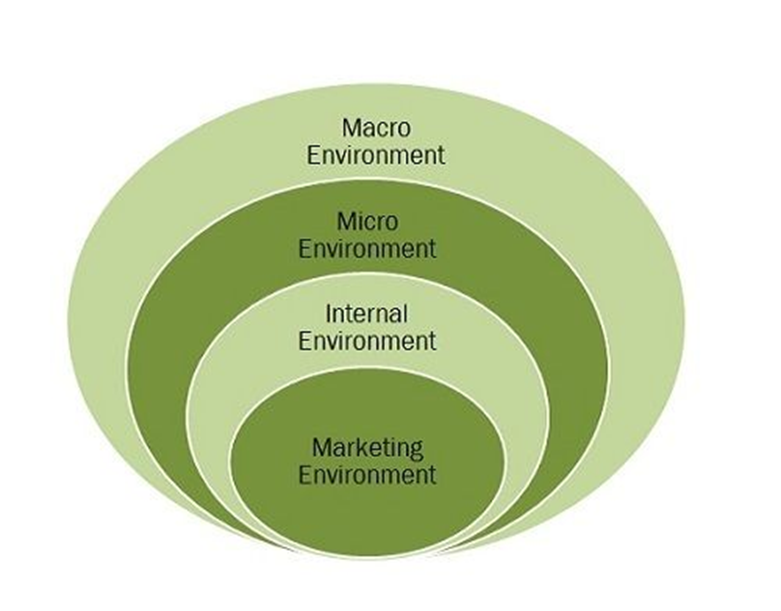 Macro
Environment
Micro
Environment
Internal
Environment
Marketing
Environment